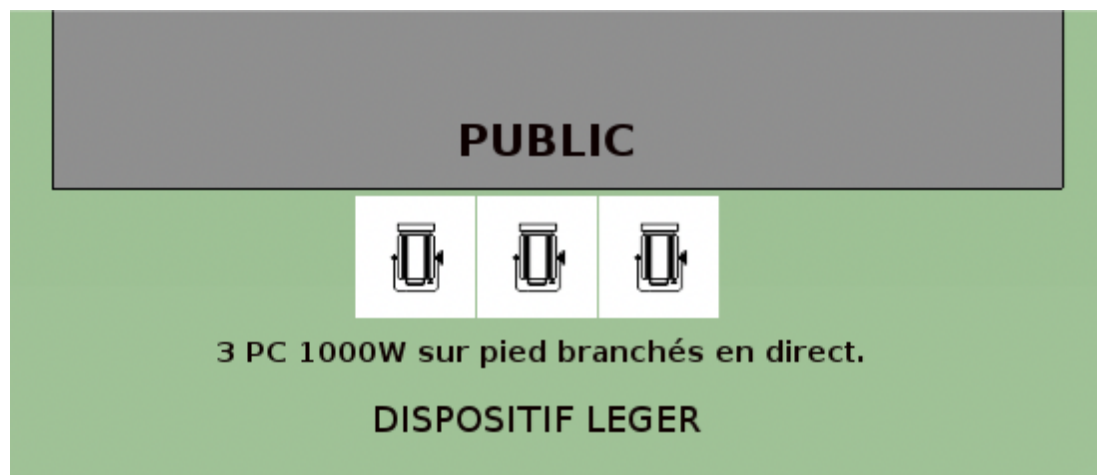 PUBLIC
3 PC 1000W sur pied branchés en direct.
DISPOSITIF LEGER